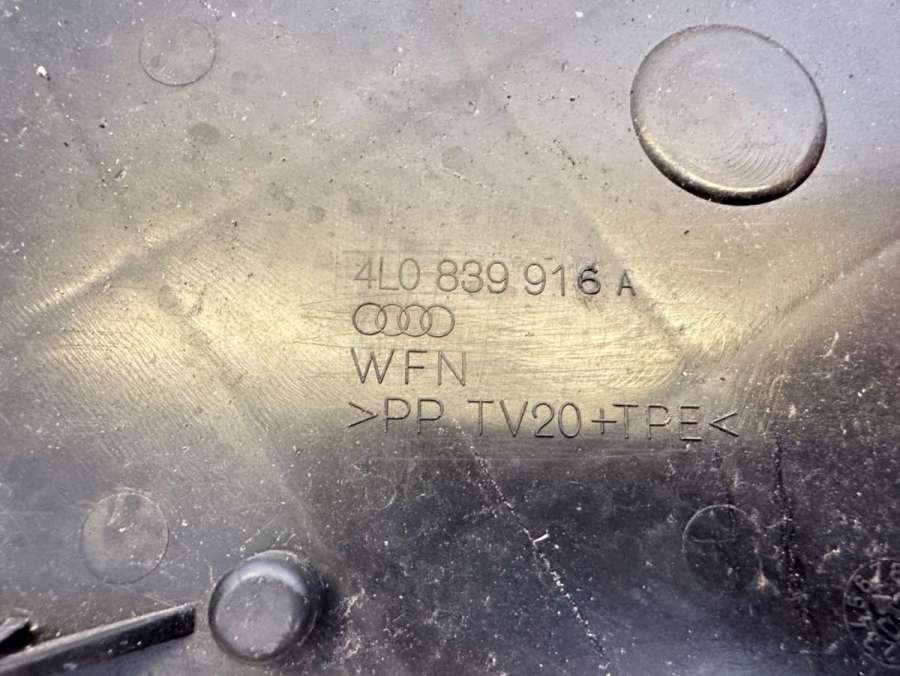 4L0 839 916 A
WFN
>PP TV20+TPE<